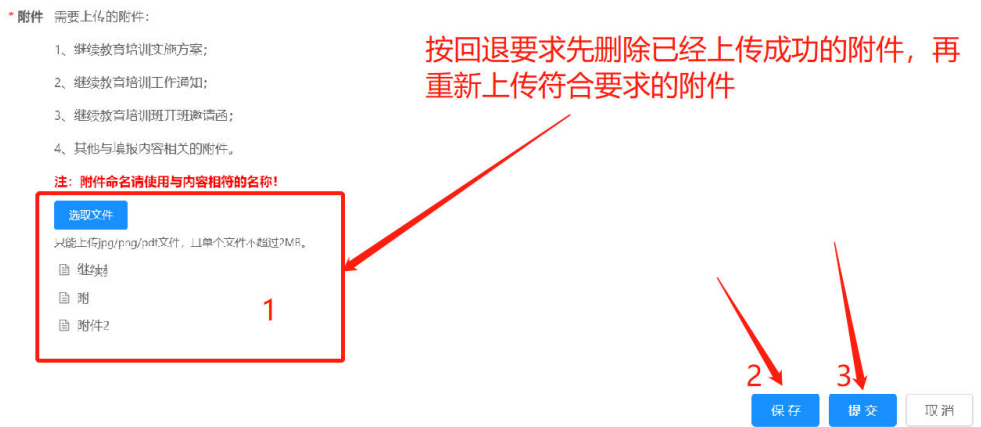 * 附件 需要上传的附件：
1、继续教育培训实施方案；
按回退要求先删除已经上传成功的附件，再
重新上传符合要求的附件
2、继续教育培训工作通知；
3、继续教育培训班开班邀请函；
4、其他与填报内容相关的附件。
注：附件命名请使用与内容相符的名称！
选取文件
只能上传jpg/png/pdf文件，且单个文件不超过2MB。
继续
附
附件2
1
2
3
保存
提交
取消